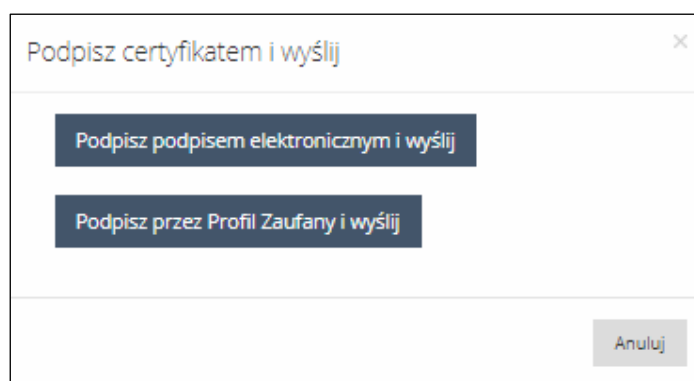 Podpisz certyfikatem i wyślij
×
Podpisz podpisem elektronicznym i wyślij
Podpisz przez Profil Zaufany i wyślij
Anuluj